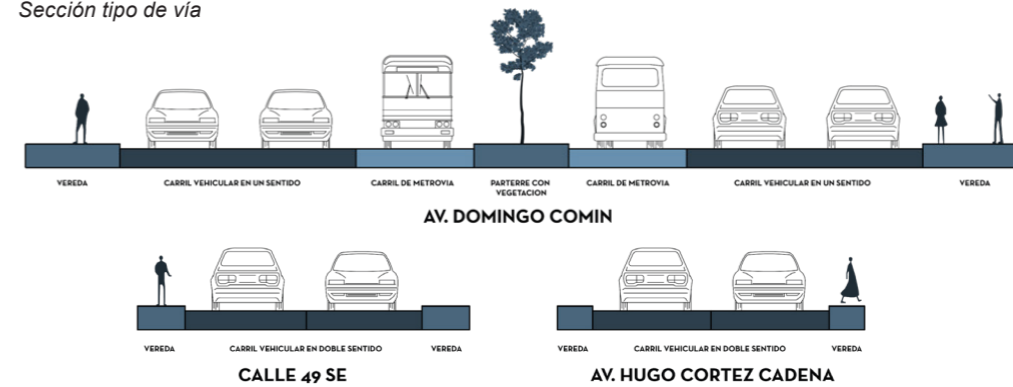 Sección tipo de vía
VEREDA
CARRIL VEHICULAR EN UN SENTIDO
CARRIL DE METROVIA
PARTERRE CON
VEGETACION
CARRIL DE METROVIA
CARRIL VEHICULAR EN UN SENTIDO
VEREDA
AV. DOMINGO COMIN
VEREDA
CARRIL VEHICULAR EN DOBLE SENTIDO
VEREDA
CALLE 49 SE
VEREDA
CARRIL VEHICULAR EN DOBLE SENTIDO
VEREDA
AV. HUGO CORTEZ CADENA